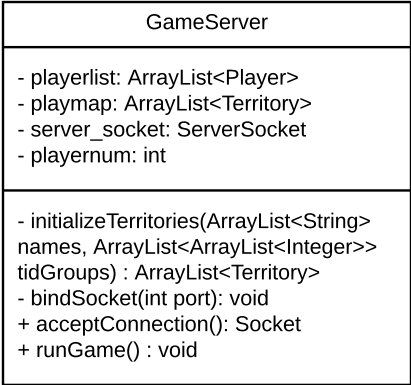 GameServer
- playerlist: ArrayList<Player>
- playmap: ArrayList<Territory>
- server_socket: ServerSocket
- playernum: int
- initializeTerritories(ArrayList<String>
names, ArrayList<ArrayList<Integer>>
tidGroups) : ArrayList<Territory>
- bindSocket(int port): void
+ acceptConnection(): Socket
+ runGame() : void